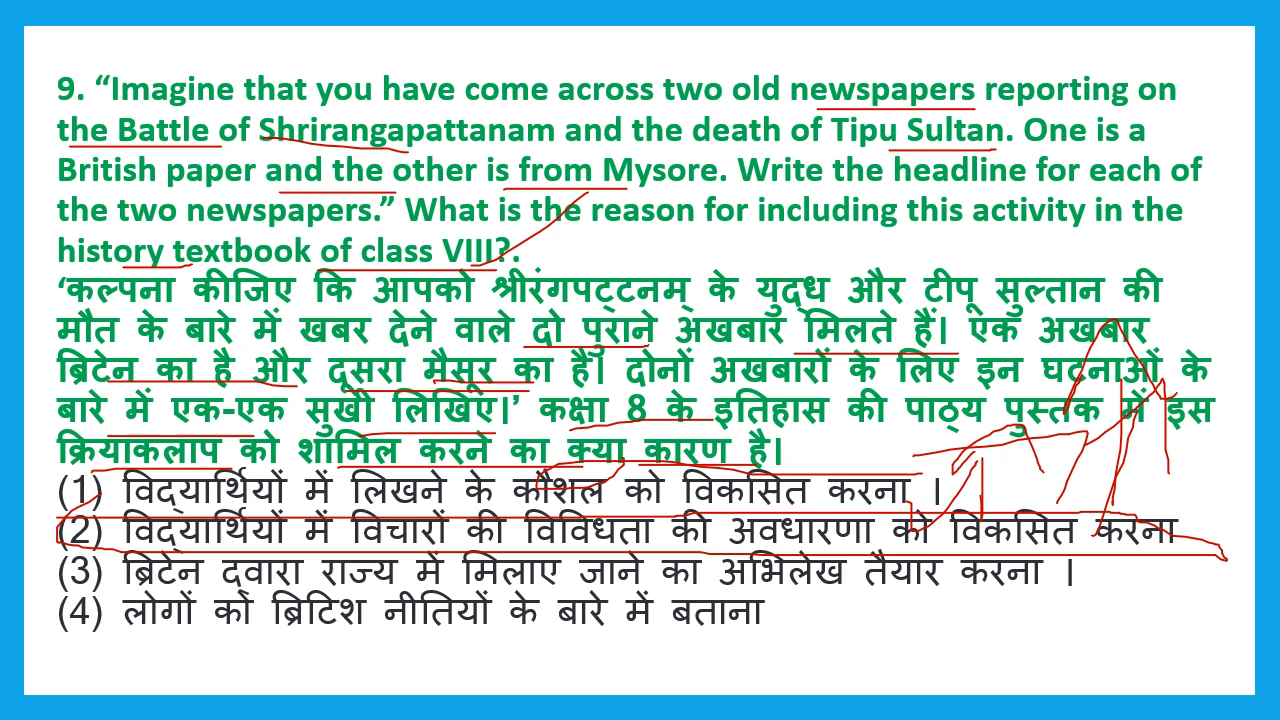 9. “Imagine that you have come across two old newspapers reporting on
the Battle of Shrirangapattanam and the death of Tipu Sultan. One is a
British paper and the other is from Mysore. Write the headline for each of
the two newspapers.” What is the reason for including this activity in the
history textbook of class VIII?.
‘कल्पना कीजिए कि आपको श्रीरंगपट्टनम् के युद्ध और टीपू सुल्तान की
मौत के बारे में खबर देने वाले दो पुराने अखबार मिलते हैं। एक अखबार
ब्रिटेन का है और दूसरा मैसूर का है। दोनों अखबारों के लिए इन घटनाओं के
बारे में एक-एक सुर्खी लिखिए।’ कक्षा 8 के इतिहास की पाठ्य पुस्तक में इस
क्रियाकलाप को शामिल करने का क्या कारण है।
(1) विद्यार्थियों में लिखने के कौशल को विकसित करना ।
(2) विद्यार्थियों में विचारों की विविधता की अवधारणा को विकसित करना
(3) ब्रिटेन द्वारा राज्य में मिलाए जाने का अभिलेख तैयार करना ।
(4) लोगों को ब्रिटिश नीतियों के बारे में बताना